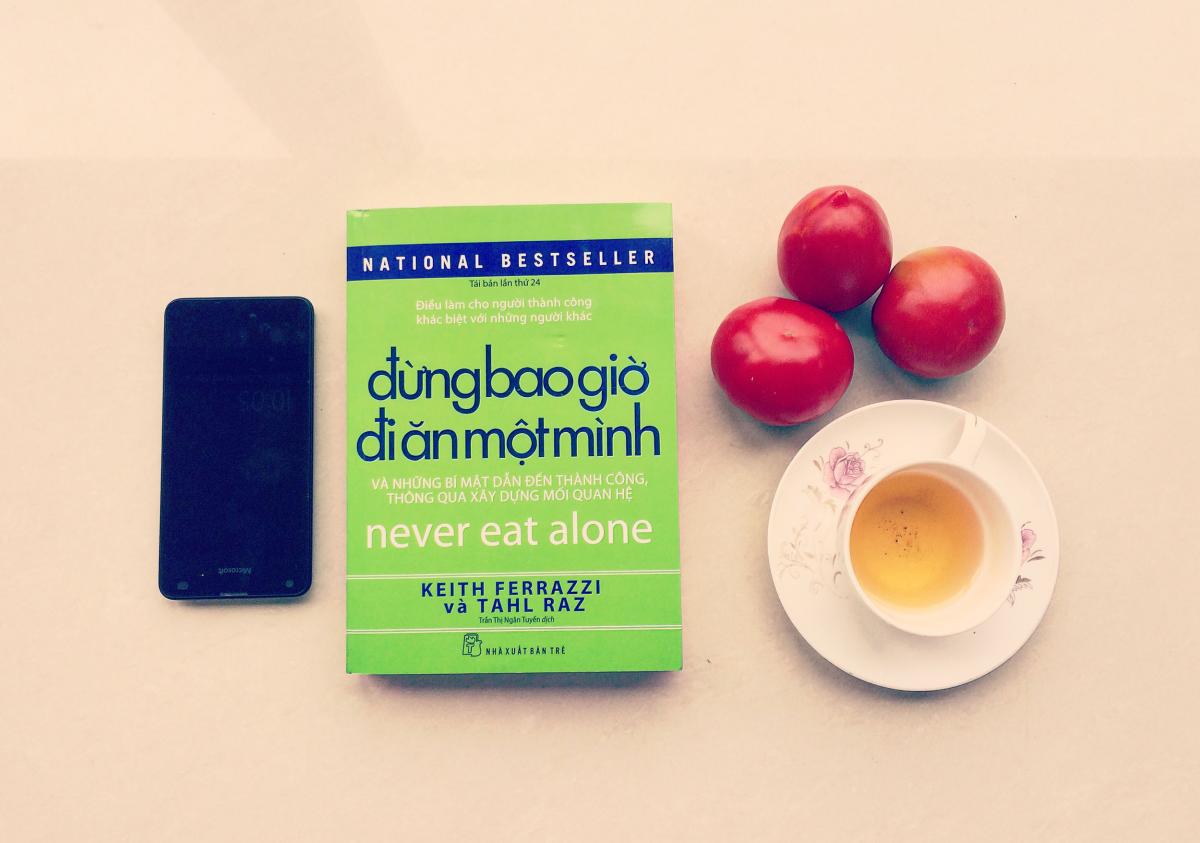 NATIONAL BESTSELLER
Tái bản lần thứ 24
Điều làm cho người thành công
khác biệt với những người khác
đừng bao giờ
đi ăn một mình
VÀ NHỮNG BÍ MẬT DẪN ĐẾN THÀNH CÔNG,
THÔNG QUA XÂY DỰNG MỐI QUAN HỆ
never eat alone
KEITH FERRAZZI
và TAHL RAZ
Trần Thị Ngân Tuyến dịch
NHÀ XUẤT BẢN TRẺ
10:05
Microsoft